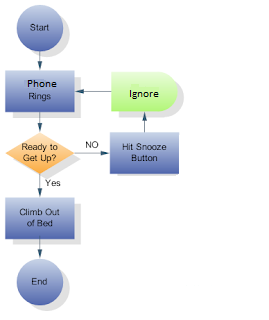 Start
Phone
Rings
Ignore
Ready to
Get Up?
NO
Hit Snooze
Button
Yes
Climb Out
of Bed
End